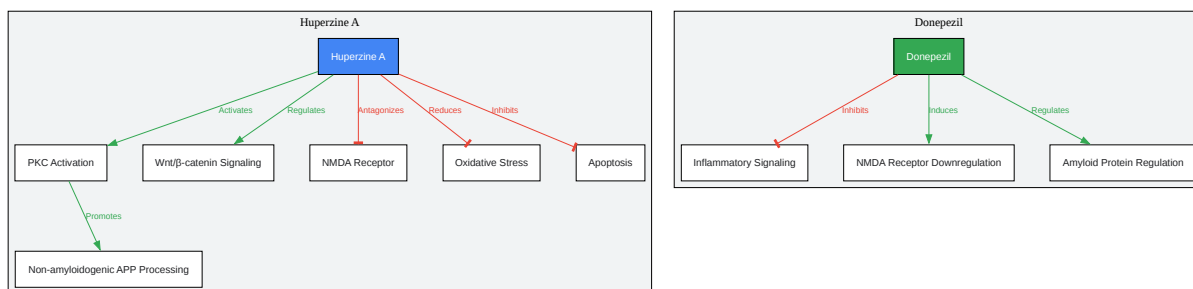 Huperzine A
Huperzine A
Activates
Regulates
Antagonizes
Reduces
Inhibits
PKC Activation
Wnt/β-catenin Signaling
NMDA Receptor
Oxidative Stress
Apoptosis
Promotes
Non-amyloidogenic APP Processing
Donepezil
Donepezil
Inhibits
Induces
Regulates
Inflammatory Signaling
NMDA Receptor Downregulation
Amyloid Protein Regulation